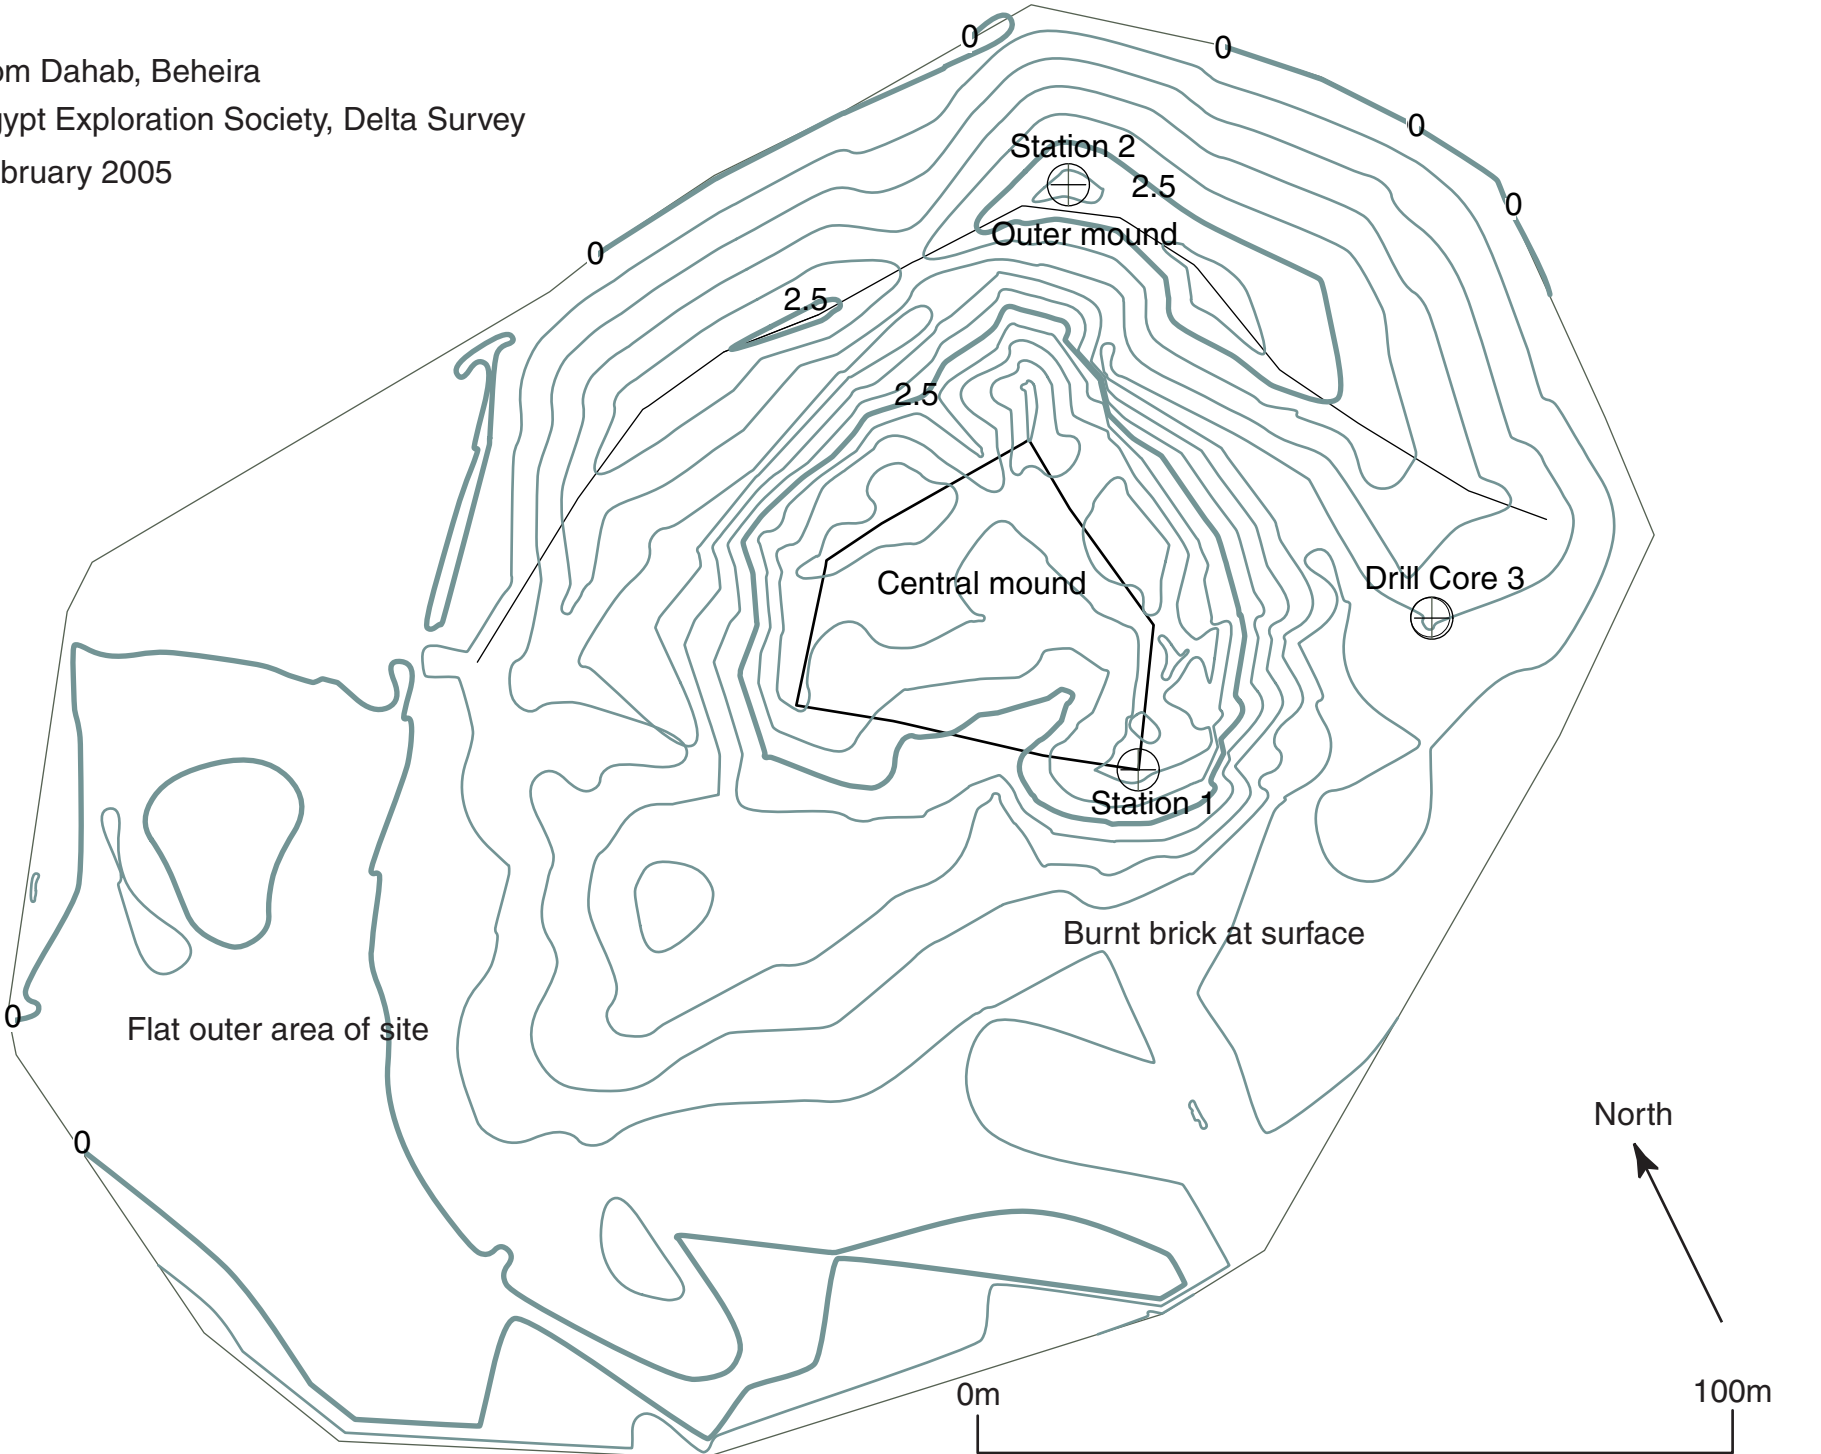 om Dahab, Beheira
gypt Exploration Society, Delta Survey
bruary 2005
0
0
0
0
0
Station 2
2.5
Outer mound
2.5
2.5
Central mound
Drill Core 3
Station 1
Burnt brick at surface
0
Flat outer area of site
0
North
0m
100m